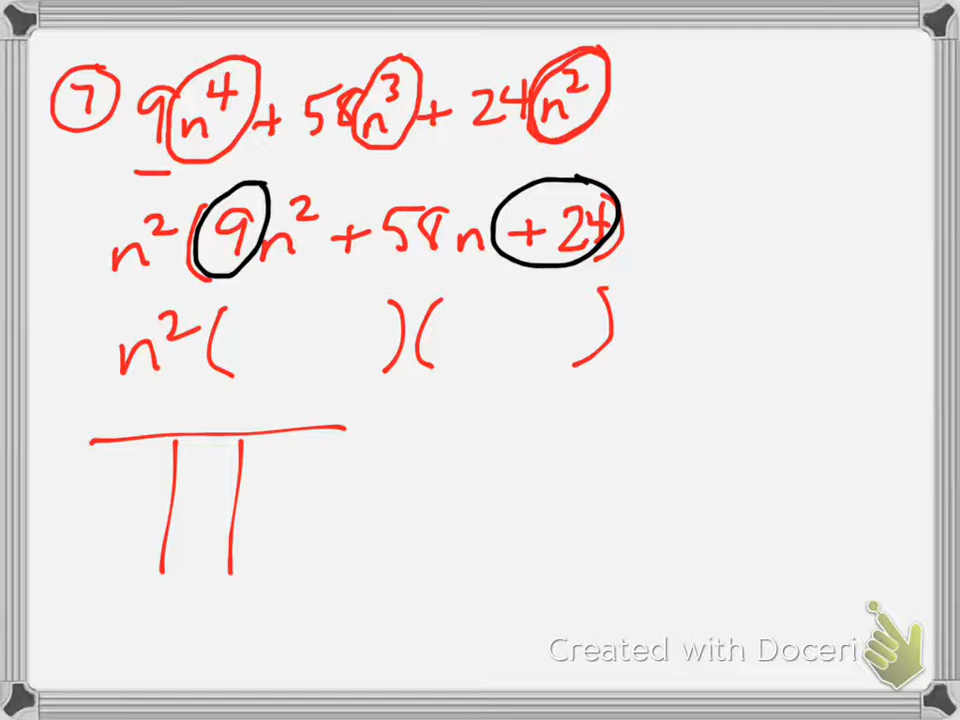 ⑦ 9n⁴ + 58n³ + 24n²
n²(9n² + 58n + 24)
n²( )( )
Created with Doceri